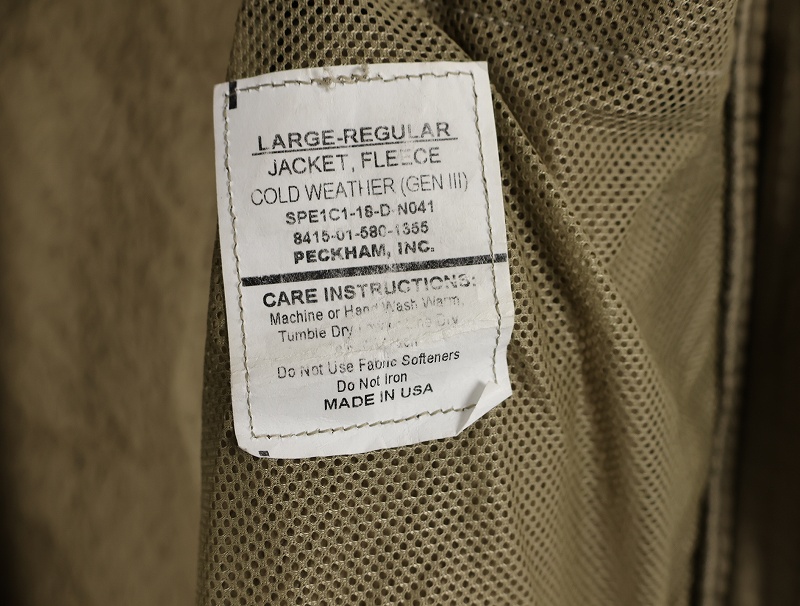 LARGE-REGULAR
JACKET, FLEECE
COLD WEATHER (GEN III)
SPE1C1-18-D-N041
8415-01-580-1355
PECKHAM, INC.
CARE INSTRUCTIONS:
Machine or Hand Wash Warm,
Tumble Dry Dry
Do Not Use Fabric Softeners
Do Not Iron
MADE IN USA